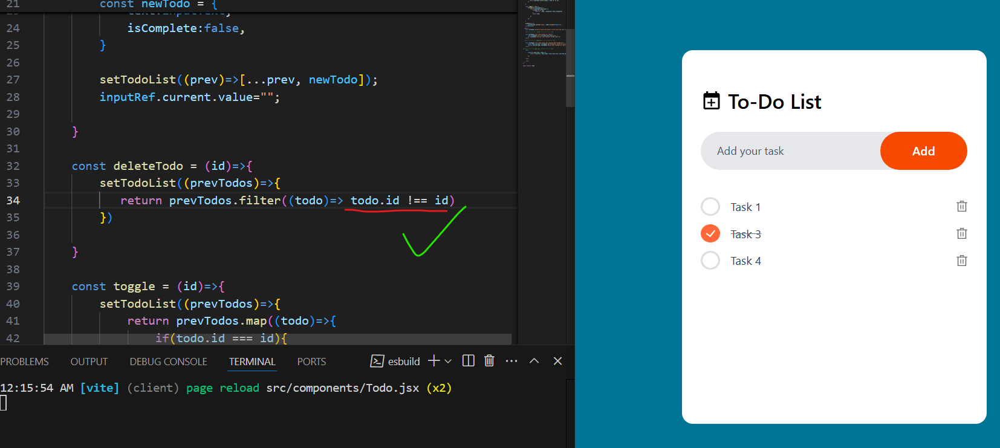 21 const newTodo = {
24 isComplete:false,
25 }
26
27 setTodoList((prev)=>[...prev, newTodo]);
28 inputRef.current.value="";
29
30 }
31
32 const deleteTodo = (id)=>{
33 setTodoList((prevTodos)=>{
34 return prevTodos.filter((todo)=> todo.id !== id)
35 })
36
37 }
38
39 const toggle = (id)=>{
40 setTodoList((prevTodos)=>{
41 return prevTodos.map((todo)=>{
42 if(todo.id === id){
PROBLEMS OUTPUT DEBUG CONSOLE TERMINAL PORTS esbuild
12:15:54 AM [vite] (client) page reload src/components/Todo.jsx (x2)
To-Do List
Add your task Add
Task 1
Task 3
Task 4